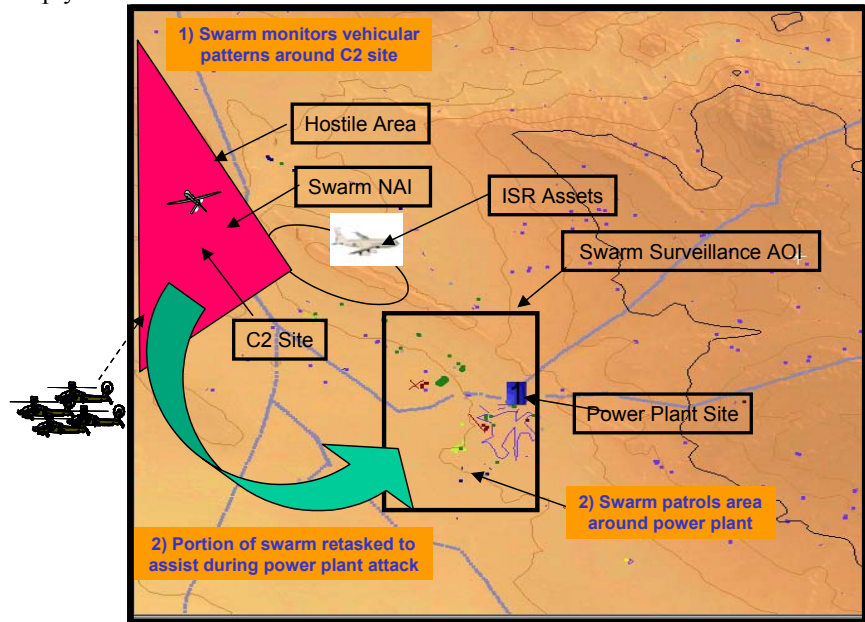 1) Swarm monitors vehicular
patterns around C2 site
Hostile Area
Swarm NAI
ISR Assets
Swarm Surveillance AOI
C2 Site
1
Power Plant Site
2) Swarm patrols area
around power plant
2) Portion of swarm retasked to
assist during power plant attack